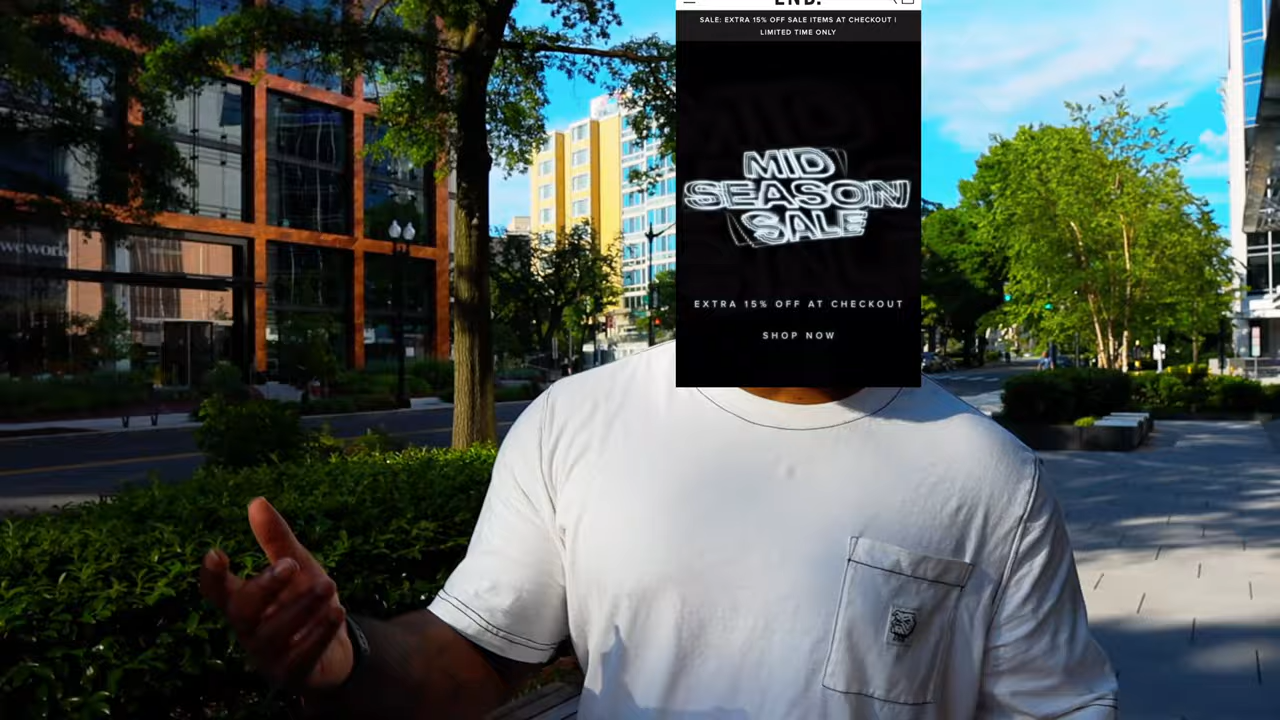 END.
SALE: EXTRA 15% OFF SALE ITEMS AT CHECKOUT |
LIMITED TIME ONLY
MID
SEASON
SALE
EXTRA 15% OFF AT CHECKOUT
SHOP NOW
wework